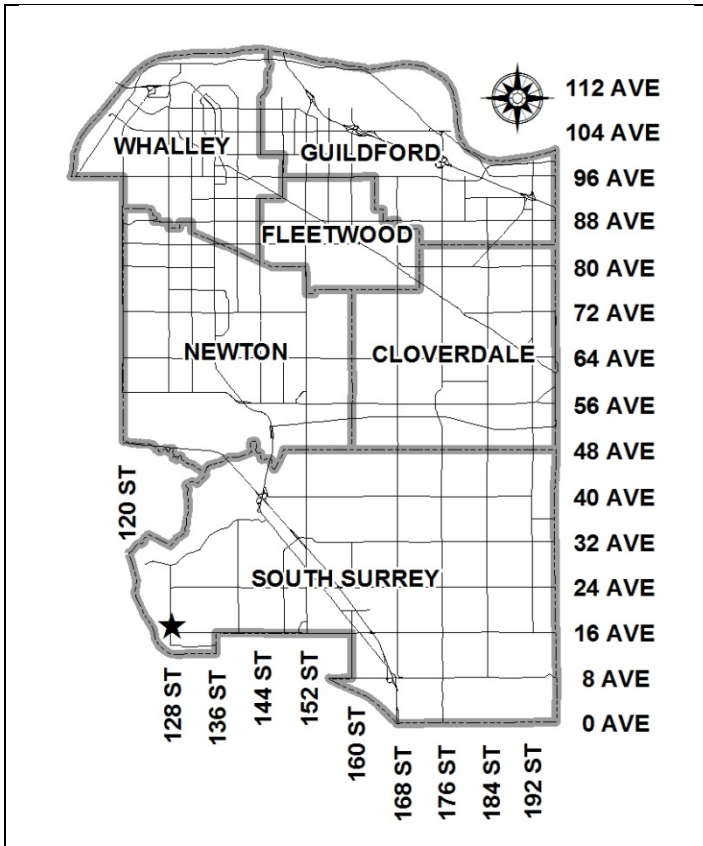 112 AVE
104 AVE
WHALLEY
GUILDFORD
96 AVE
88 AVE
FLEETWOOD
80 AVE
72 AVE
NEWTON
CLOVERDALE
64 AVE
56 AVE
48 AVE
120 ST
40 AVE
32 AVE
SOUTH SURREY
24 AVE
16 AVE
8 AVE
0 AVE
128 ST
136 ST
144 ST
152 ST
160 ST
168 ST
176 ST
184 ST
192 ST